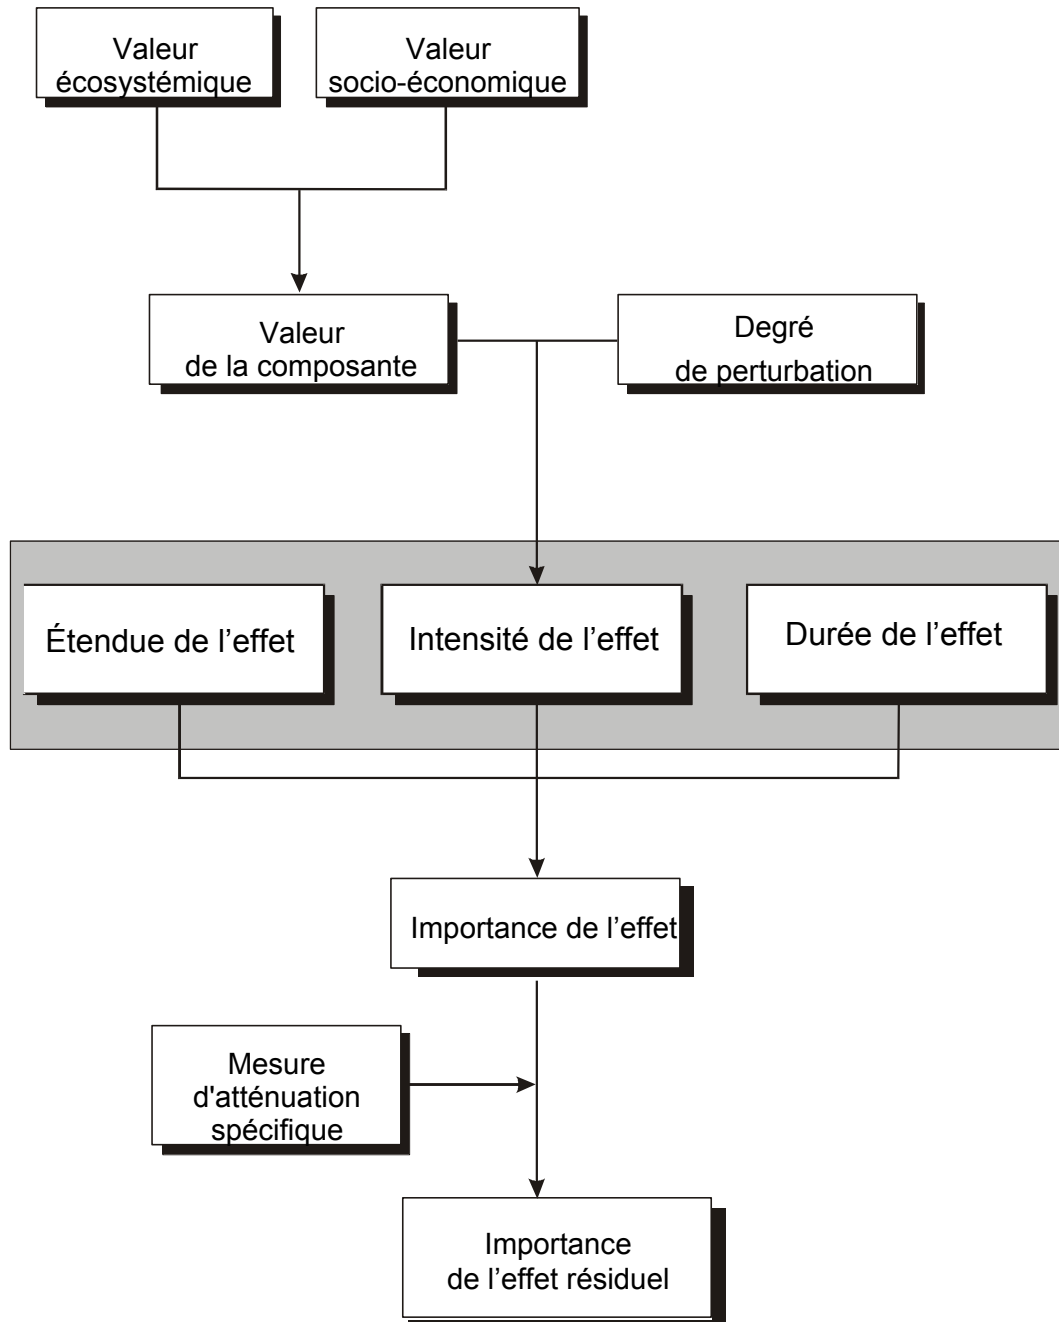 Valeur
écosystémique
Valeur
socio-économique
Valeur
de la composante
Degré
de perturbation
Étendue de l’effet
Intensité de l’effet
Durée de l’effet
Importance de l’effet
Mesure
d'atténuation
spécifique
Importance
de l’effet résiduel